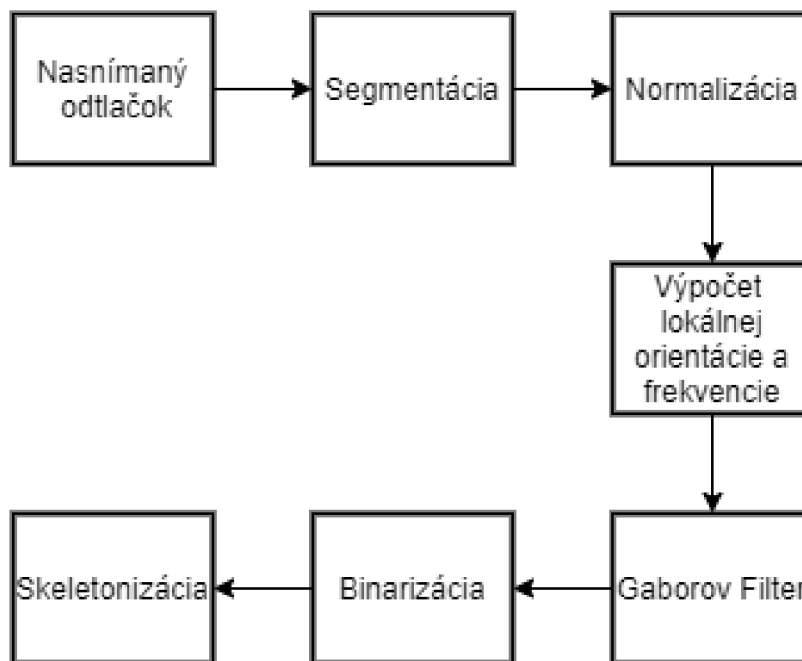 Nasnímaný
odtlačok
Segmentácia
Normalizácia
Výpočet
lokálnej
orientácie a
frekvencie
Gaborov Filter
Binarizácia
Skeletonizácia